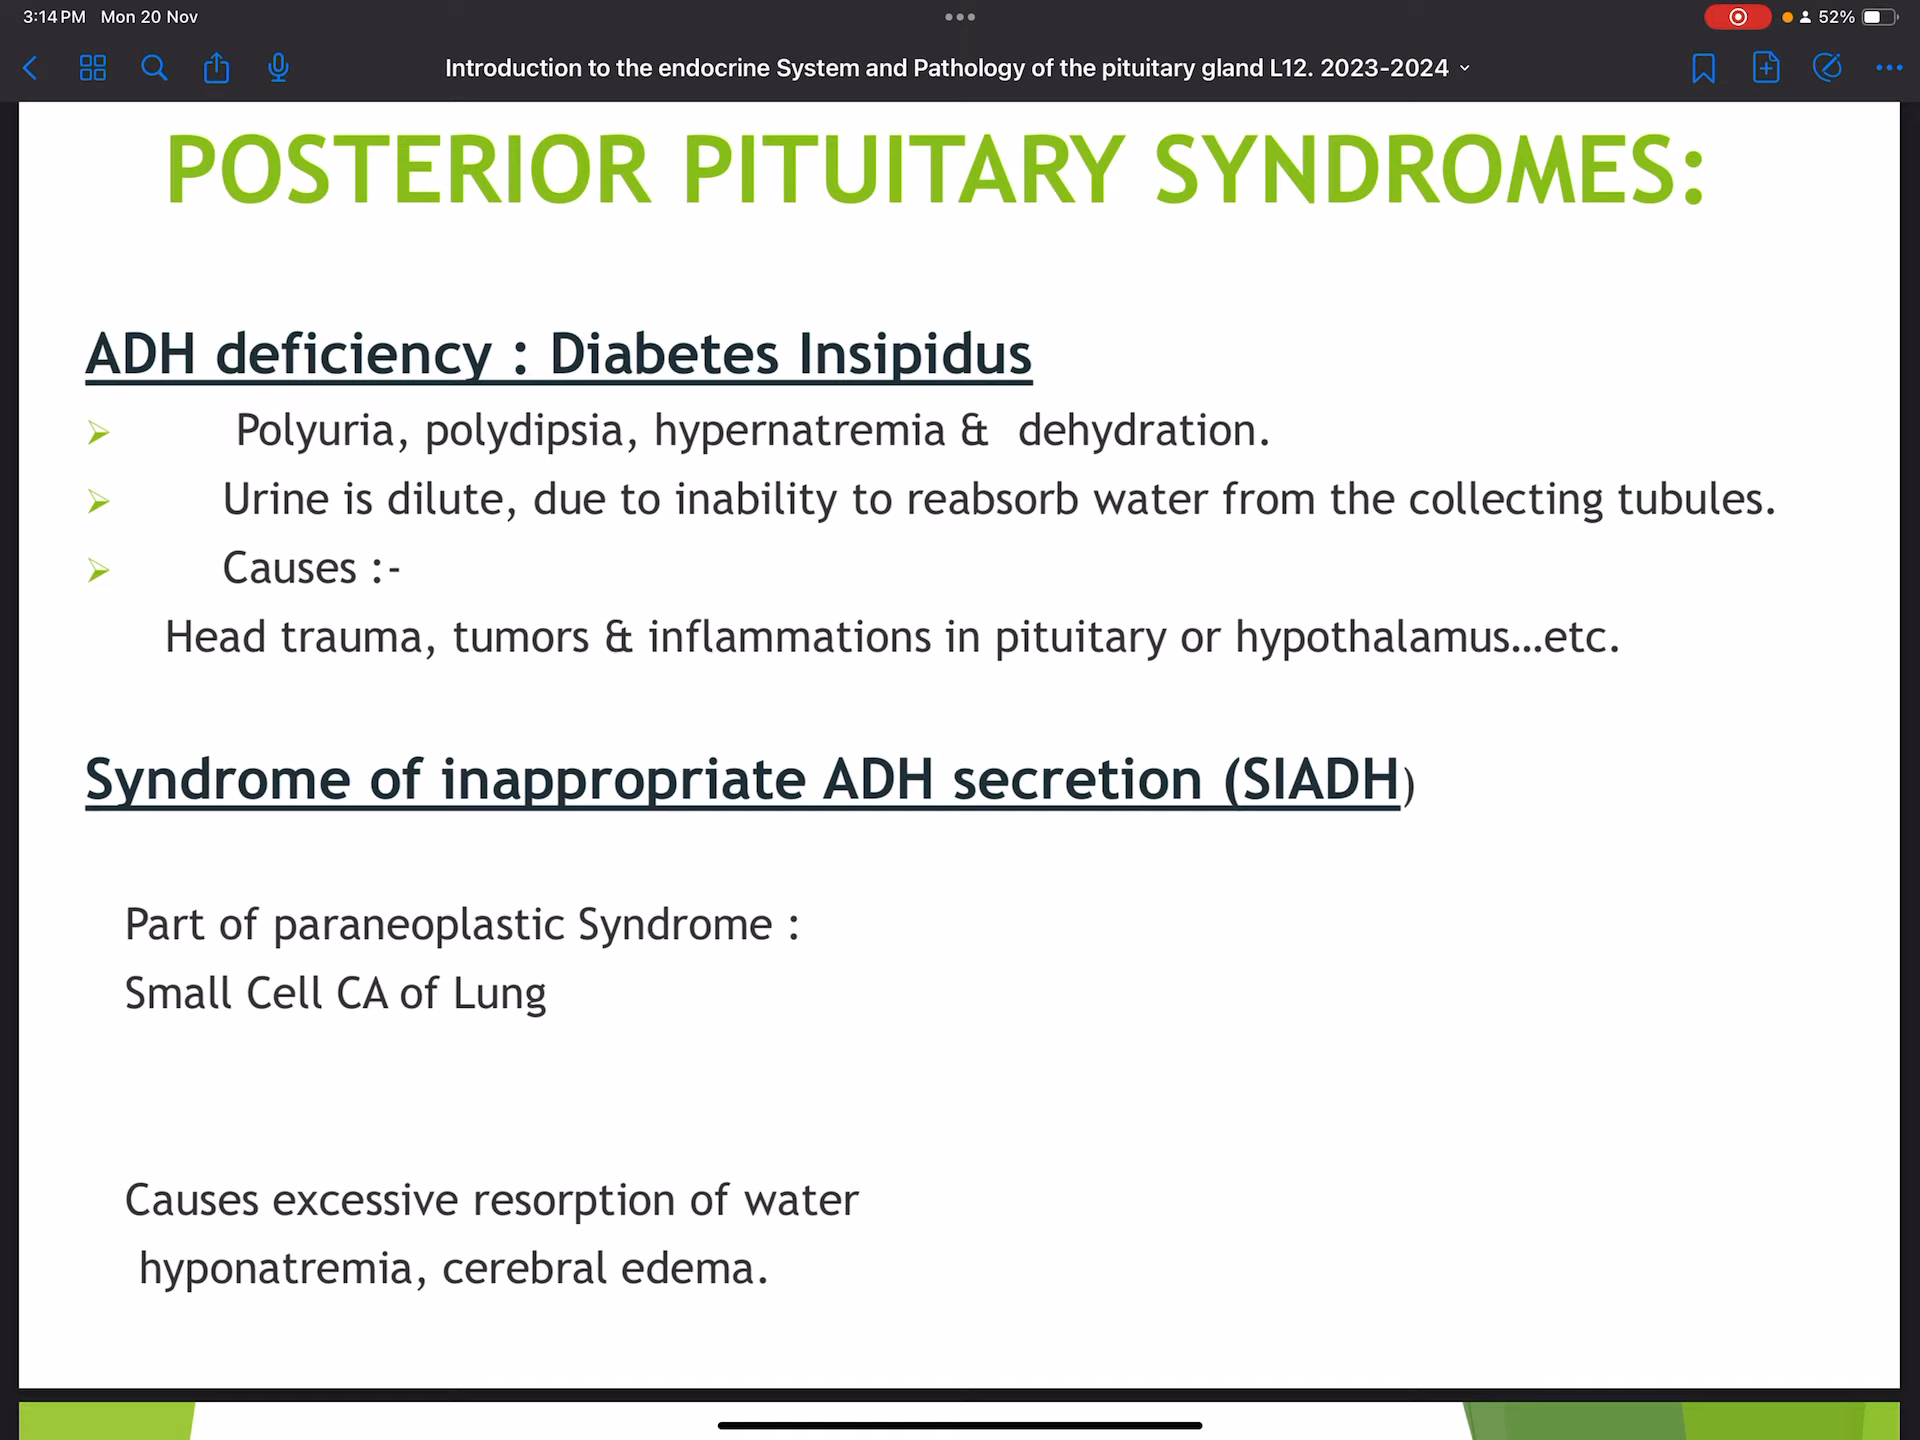 3:14 PM Mon 20 Nov
52%
Introduction to the endocrine System and Pathology of the pituitary gland L12. 2023-2024
POSTERIOR PITUITARY SYNDROMES:
ADH deficiency : Diabetes Insipidus
Polyuria, polydipsia, hypernatremia & dehydration.
Urine is dilute, due to inability to reabsorb water from the collecting tubules.
Causes :-
Head trauma, tumors & inflammations in pituitary or hypothalamus...etc.
Syndrome of inappropriate ADH secretion (SIADH)
Part of paraneoplastic Syndrome :
Small Cell CA of Lung
Causes excessive resorption of water
hyponatremia, cerebral edema.